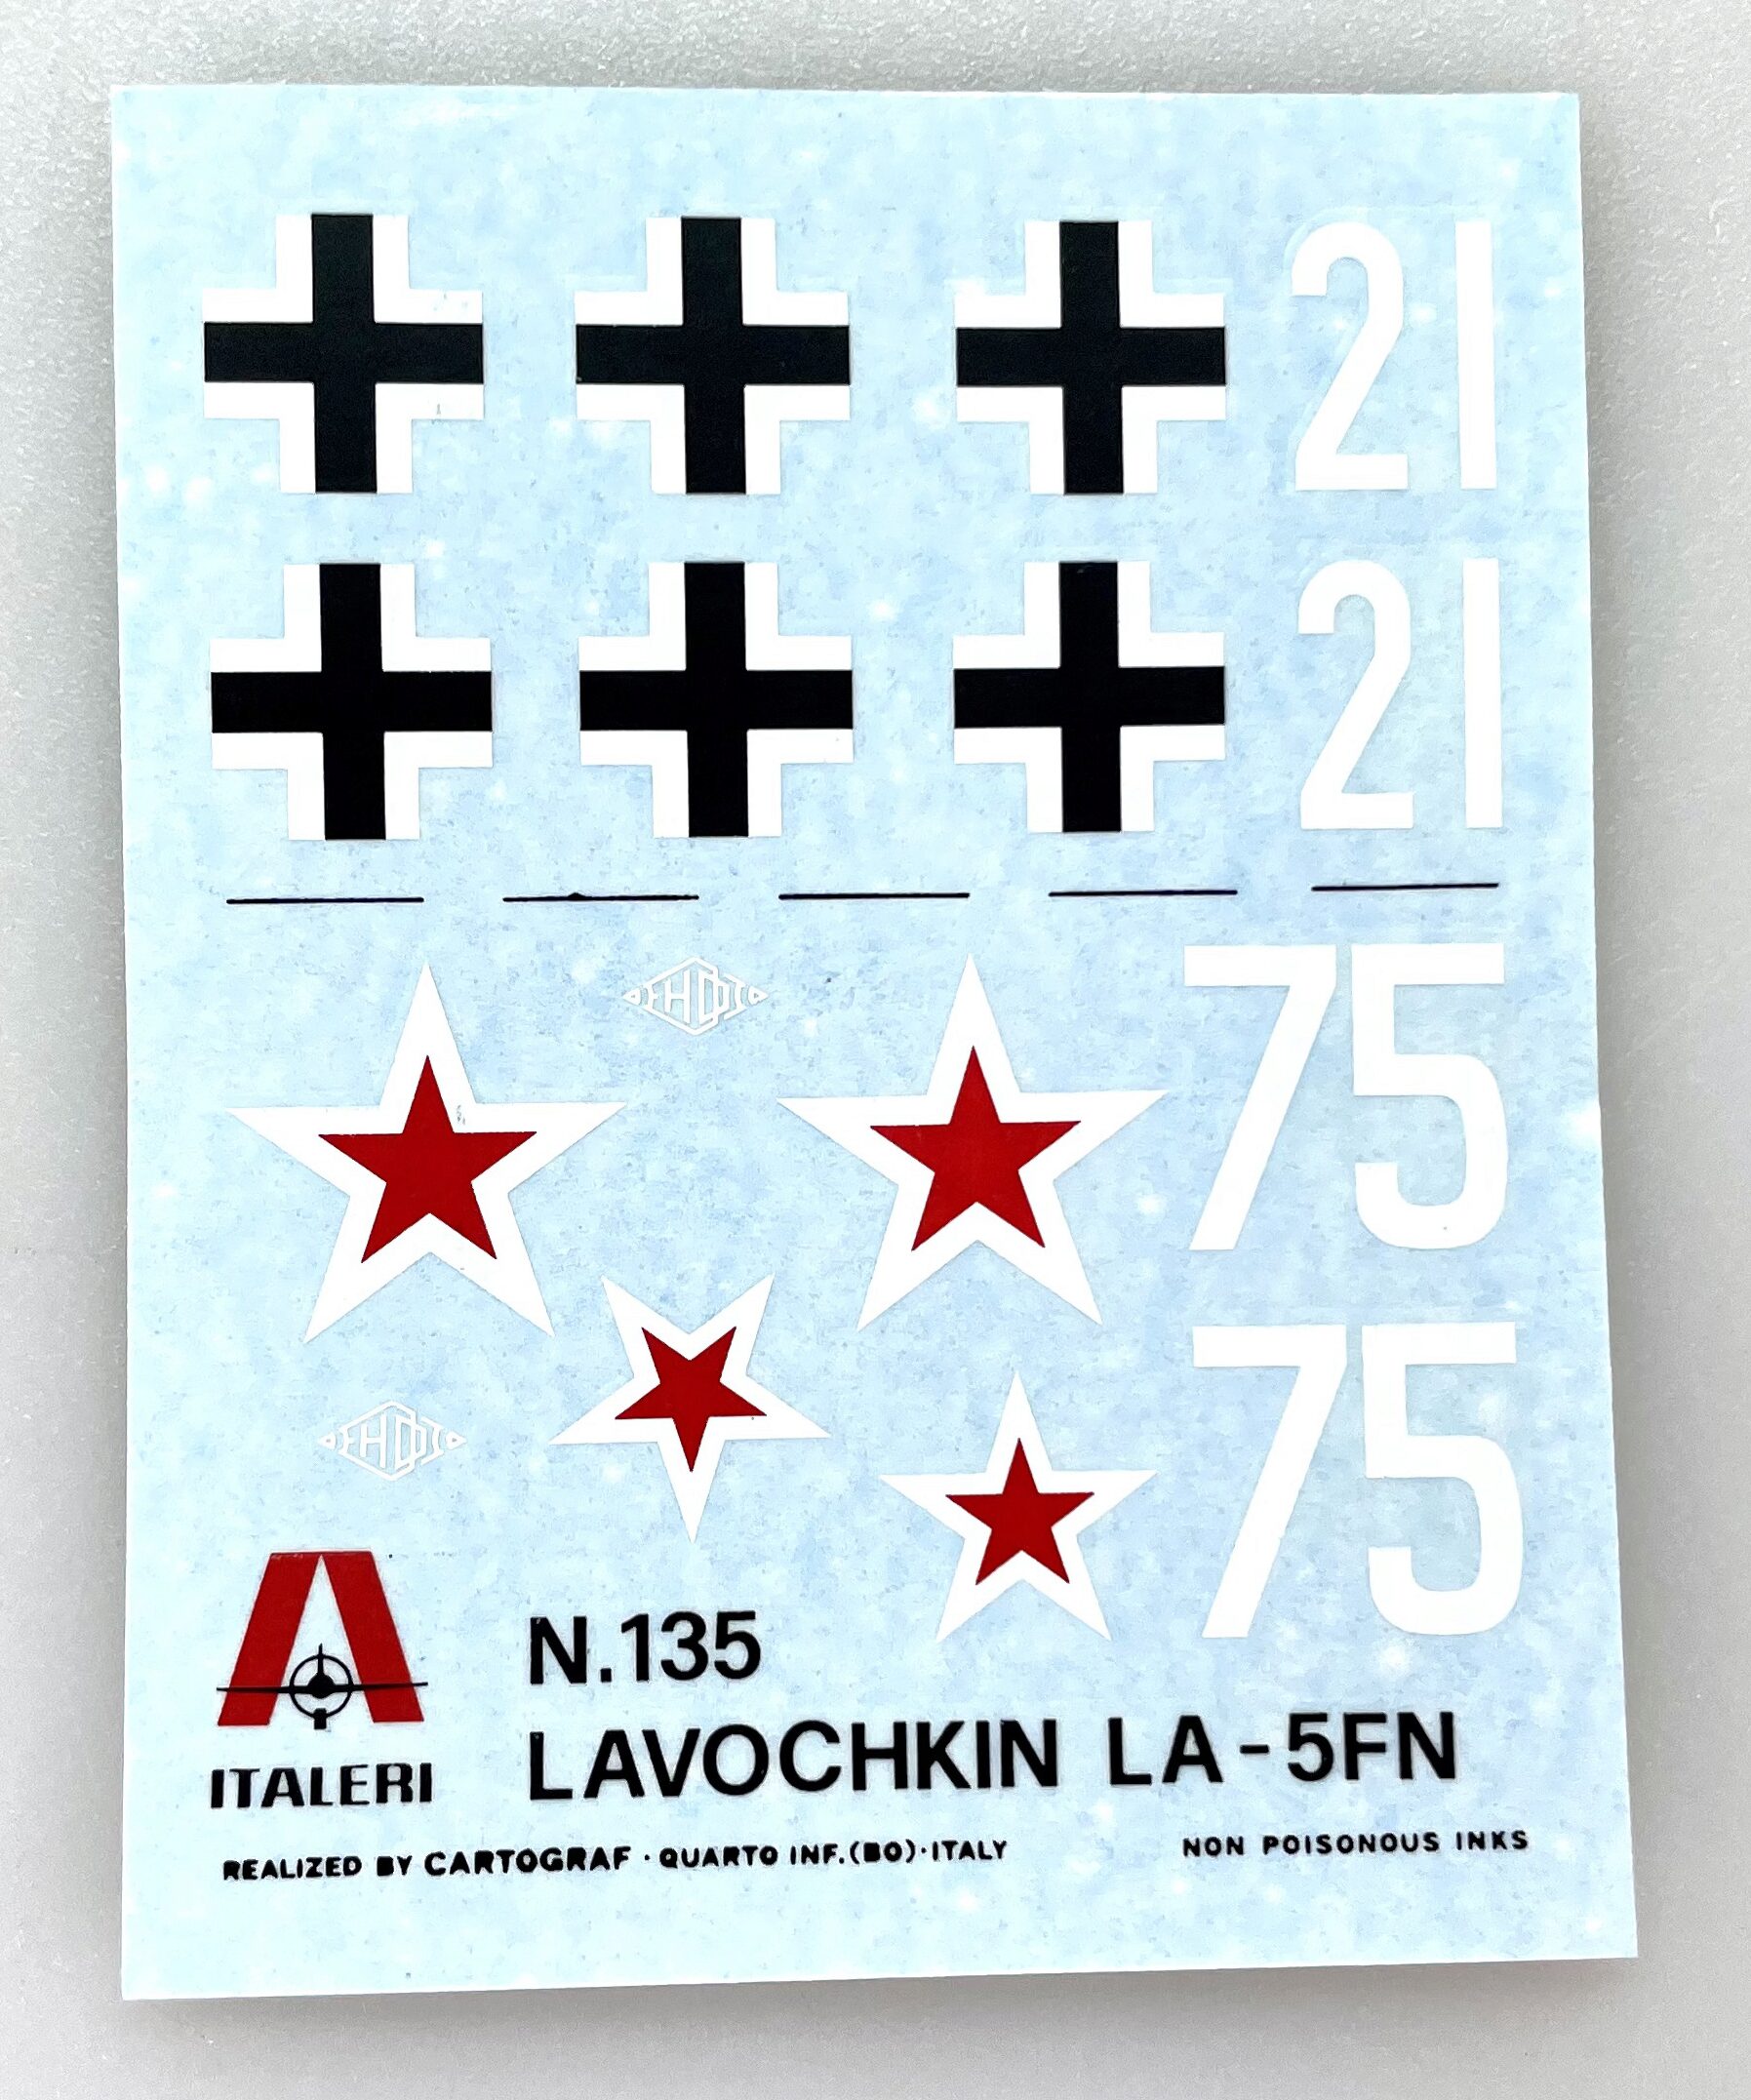 21
21
75
75
N.135
LAVOCHKIN LA-5FN
ITALERI
REALIZED BY CARTOGRAF · QUARTO INF.(BO)·ITALY
NON POISONOUS INKS